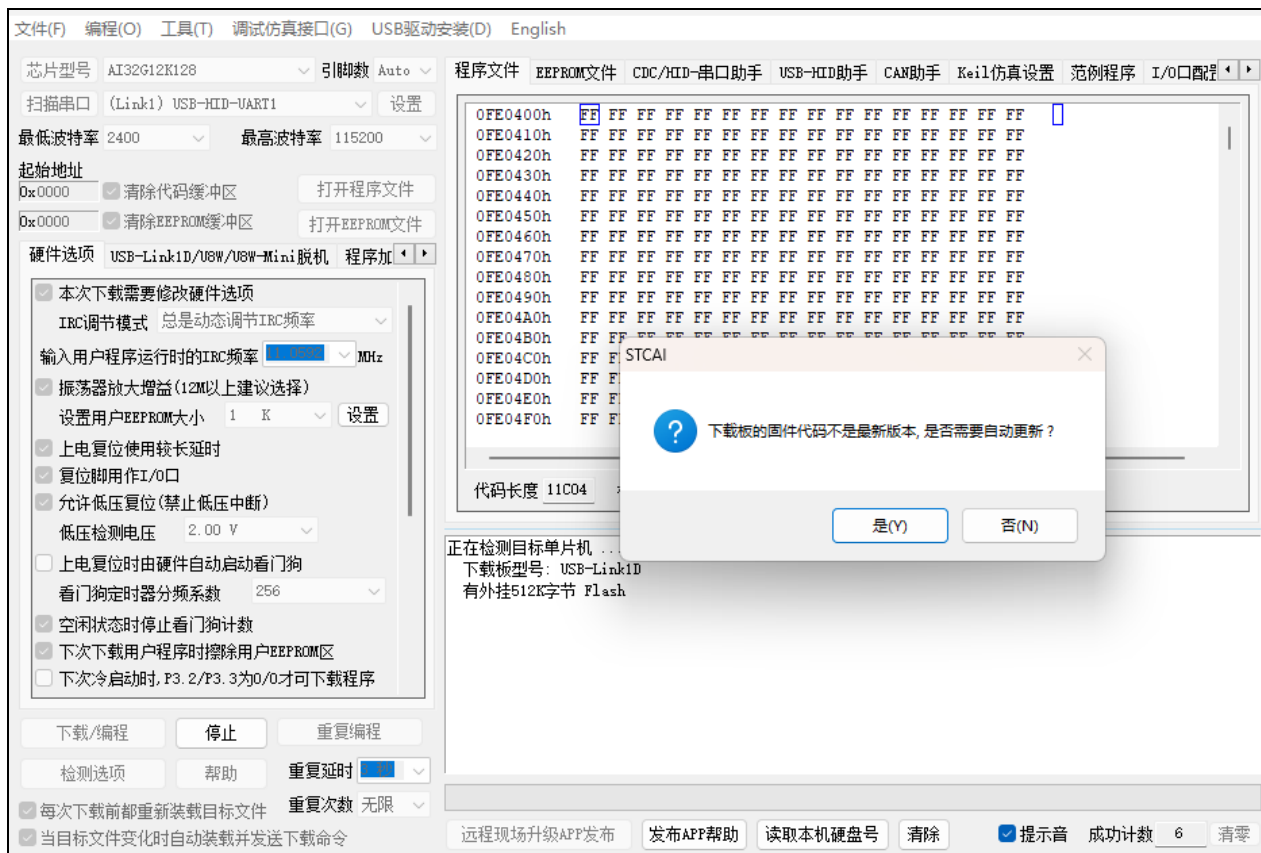 文件(F) 编程(O) 工具(T) 调试仿真接口(G) USB驱动安装(D) English
芯片型号 AI32G12K128 引脚数 Auto
扫描串口 (Link1) USB-HID-UART1 设置
最低波特率 2400 最高波特率 115200
起始地址
0x0000 清除代码缓冲区 打开程序文件
0x0000 清除EEPROM缓冲区 打开EEPROM文件
硬件选项 USB-Link1D/U8W/U8W-Mini脱机 程序加
本次下载需要修改硬件选项
IRC调节模式 总是动态调节IRC频率
输入用户程序运行时的IRC频率 11.0592 MHz
振荡器放大增益(12M以上建议选择)
设置用户EEPROM大小 1 K 设置
上电复位使用较长延时
复位脚用作I/O口
允许低压复位(禁止低压中断)
低压检测电压 2.00 V
上电复位时由硬件自动启动看门狗
看门狗定时器分频系数 256
空闲状态时停止看门狗计数
下次下载用户程序时擦除用户EEPROM区
下次冷启动时,P3.2/P3.3为0/0才可下载程序
下载/编程 停止 重复编程
检测选项 帮助 重复延时 3 秒
每次下载前都重新装载目标文件 重复次数 无限
当目标文件变化时自动装载并发送下载命令
程序文件 EEPROM文件 CDC/HID-串口助手 USB-HID助手 CAN助手 Keil仿真设置 范例程序 I/O口配
0FE0400h FF FF FF FF FF FF FF FF FF FF FF FF FF FF FF FF
0FE0410h FF FF FF FF FF FF FF FF FF FF FF FF FF FF FF FF
0FE0420h FF FF FF FF FF FF FF FF FF FF FF FF FF FF FF FF
0FE0430h FF FF FF FF FF FF FF FF FF FF FF FF FF FF FF FF
0FE0440h FF FF FF FF FF FF FF FF FF FF FF FF FF FF FF FF
0FE0450h FF FF FF FF FF FF FF FF FF FF FF FF FF FF FF FF
0FE0460h FF FF FF FF FF FF FF FF FF FF FF FF FF FF FF FF
0FE0470h FF FF FF FF FF FF FF FF FF FF FF FF FF FF FF FF
0FE0480h FF FF FF FF FF FF FF FF FF FF FF FF FF FF FF FF
0FE0490h FF FF FF FF FF FF FF FF FF FF FF FF FF FF FF FF
0FE04A0h FF FF FF FF FF FF FF FF FF FF FF FF FF FF FF FF
0FE04B0h FF FF FF FF FF FF FF FF FF FF FF FF FF FF FF FF
0FE04C0h FF
0FE04D0h FF
0FE04E0h FF
0FE04F0h FF
代码长度 11C04
STCAI
下载板的固件代码不是最新版本, 是否需要自动更新？
是(Y) 否(N)
正在检测目标单片机 ...
下载板型号: USB-Link1D
有外挂512K字节 Flash
远程现场升级APP发布 发布APP帮助 读取本机硬盘号 清除 提示音 成功计数 6 清零